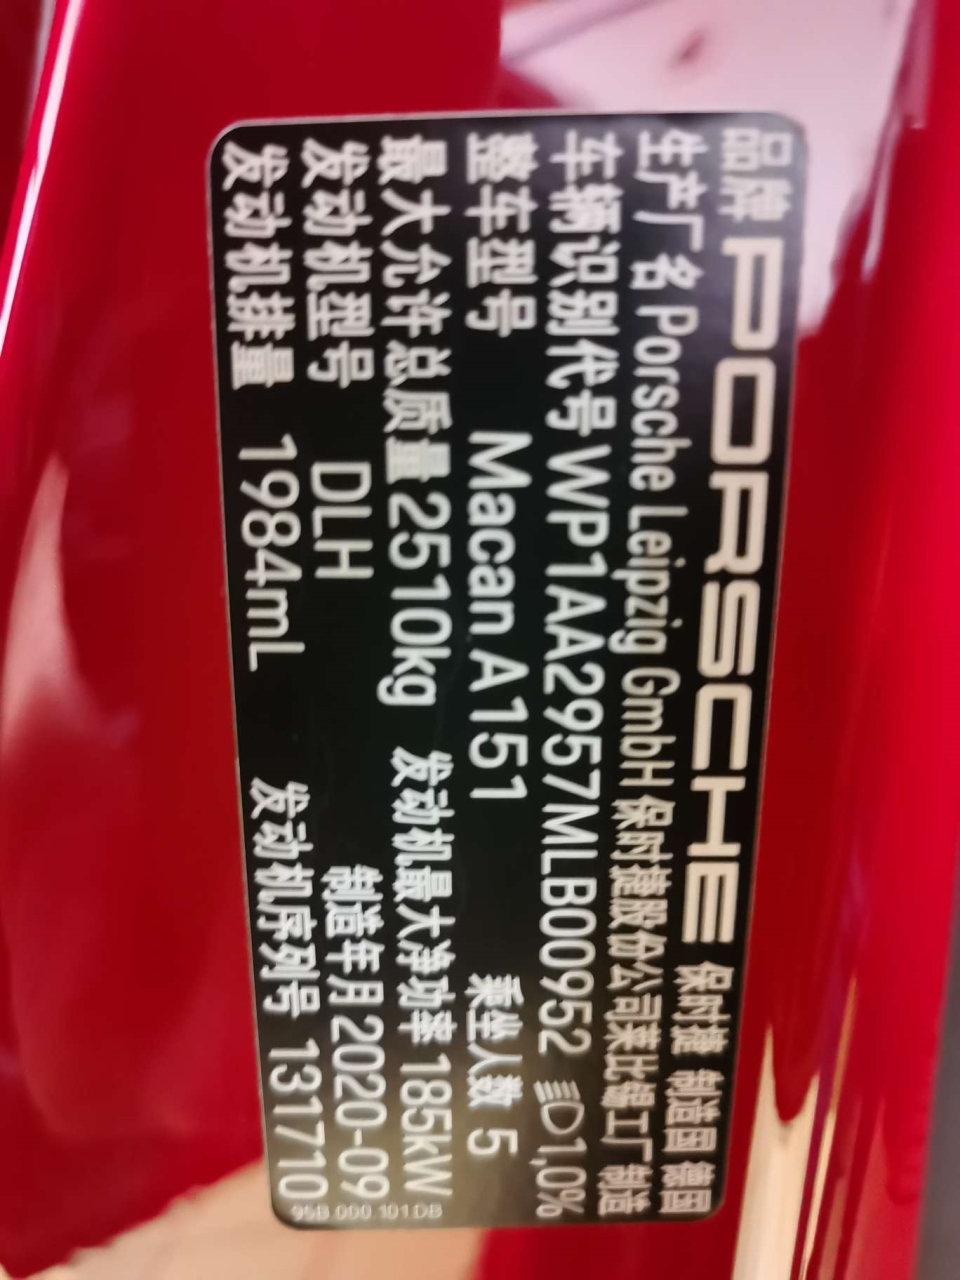 品牌 PORSCHE 保时捷 制造国 德国
生产厂名 Porsche Leipzig GmbH 保时捷股份公司莱比锡工厂制造
车辆识别代号 WP1AA2957MLB00952 1,0%
整车型号 Macan A151 乘坐人数 5
最大允许总质量 2510kg 发动机最大净功率 185kW
发动机型号 DLH 制造年月 2020-09
发动机排量 1984mL 发动机序列号 131710
95B.000.101DB